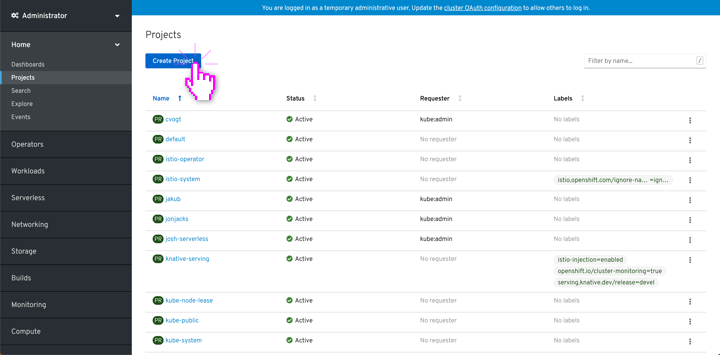 You are logged in as a temporary administrative user. Update the cluster OAuth configuration to allow others to log in.
Administrator
Home
Dashboards
Projects
Search
Explore
Events
Operators
Workloads
Serverless
Networking
Storage
Builds
Monitoring
Compute
Projects
Create Project
Filter by name...
/
Name Status Requester Labels
PR cvogt Active kube:admin No labels
PR default Active No requester No labels
PR istio-operator Active No requester No labels
PR istio-system Active No requester istio.openshift.com/ignore-na... =ign...
PR jakub Active kube:admin No labels
PR jonjacks Active kube:admin No labels
PR josh-serverless Active kube:admin No labels
PR knative-serving Active No requester istio-injection=enabled
openshift.io/cluster-monitoring=true
serving.knative.dev/release=devel
PR kube-node-lease Active No requester No labels
PR kube-public Active No requester No labels
PR kube-system Active No requester No labels